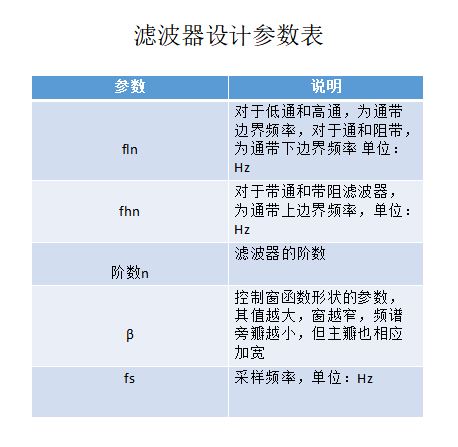 滤波器设计参数表
参数 说明
fln
对于低通和高通，为通带
边界频率，对于通和阻带，
为通带下边界频率 单位：
Hz
fhn
对于带通和带阻滤波器，
为通带上边界频率，单位：
Hz
阶数n
滤波器的阶数
β
控制窗函数形状的参数，
其值越大，窗越窄，频谱
旁瓣越小，但主瓣也相应
加宽
fs
采样频率，单位：Hz